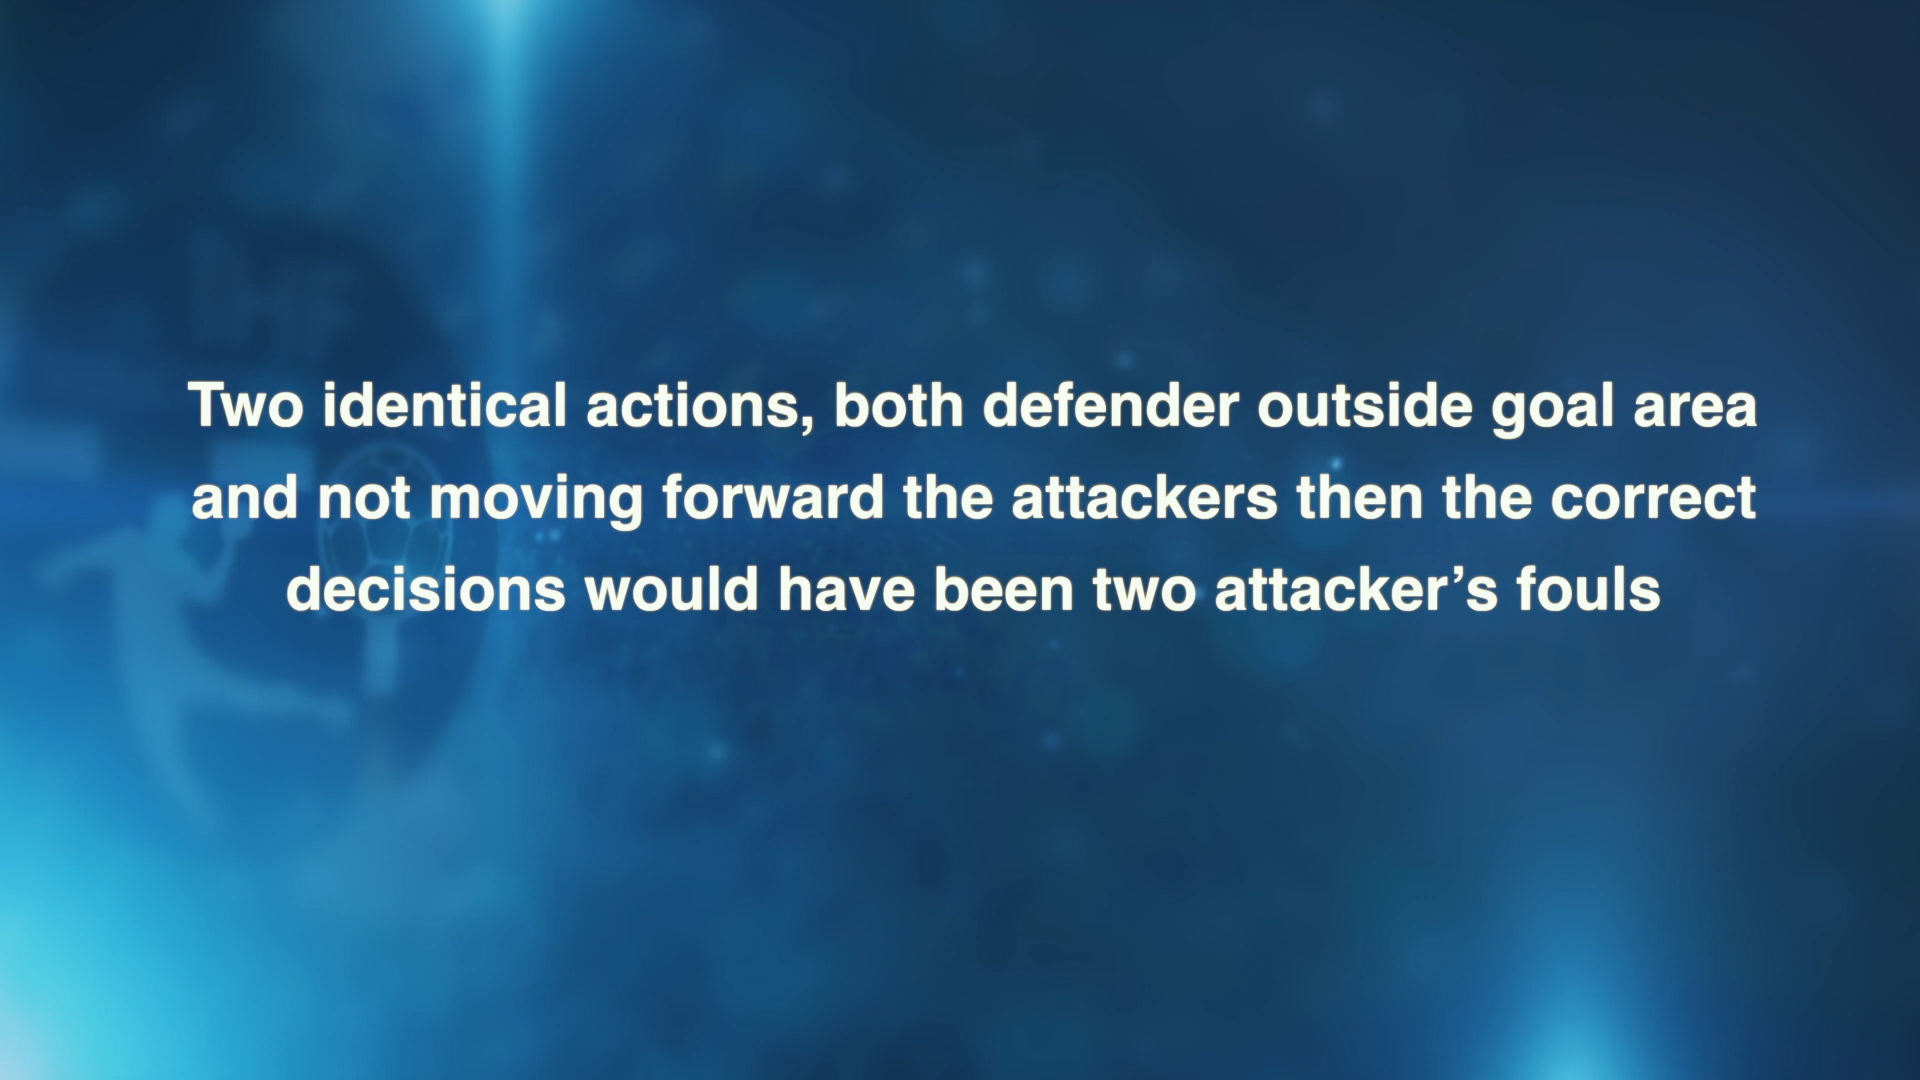 IHF
Two identical actions, both defender outside goal area
and not moving forward the attackers then the correct
decisions would have been two attacker’s fouls